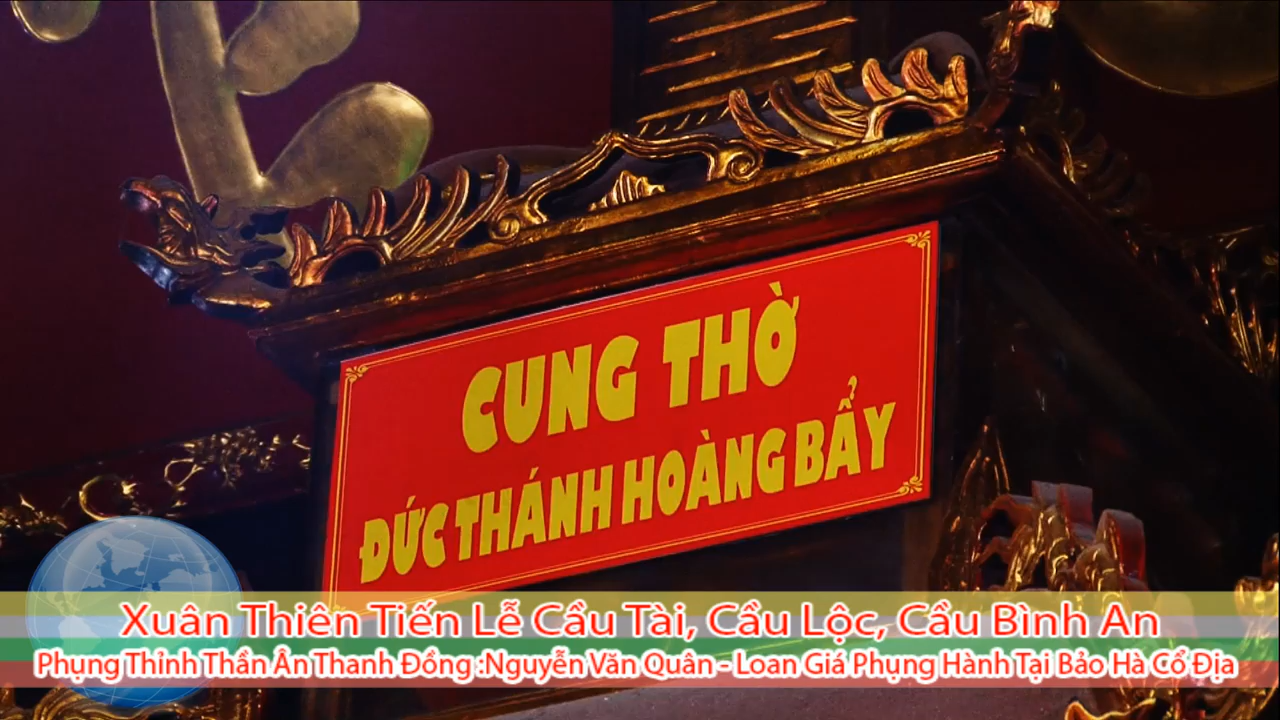 CUNG THỜ
ĐỨC THÁNH HOÀNG BẨY
Xuân Thiên Tiến Lễ Cầu Tài, Cầu Lộc, Cầu Bình An
Phụng Thỉnh Thần Ân Thanh Đồng :Nguyễn Văn Quân - Loan Giá Phụng Hành Tại Bảo Hà Cổ Địa